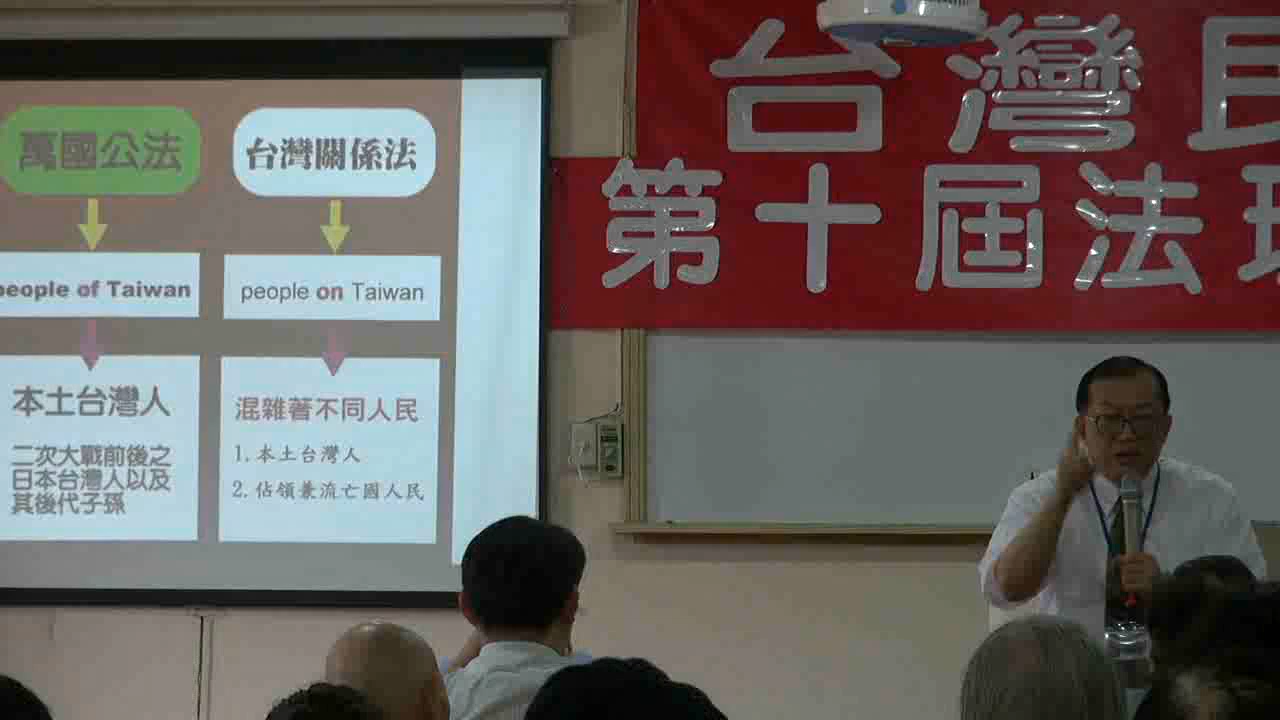 萬國公法
台灣關係法
people of Taiwan
people on Taiwan
本土台灣人
二次大戰前後之
日本台灣人以及
其後代子孫
混雜著不同人民
1. 本土台灣人
2. 佔領兼流亡國人民
台灣民
第十屆法理